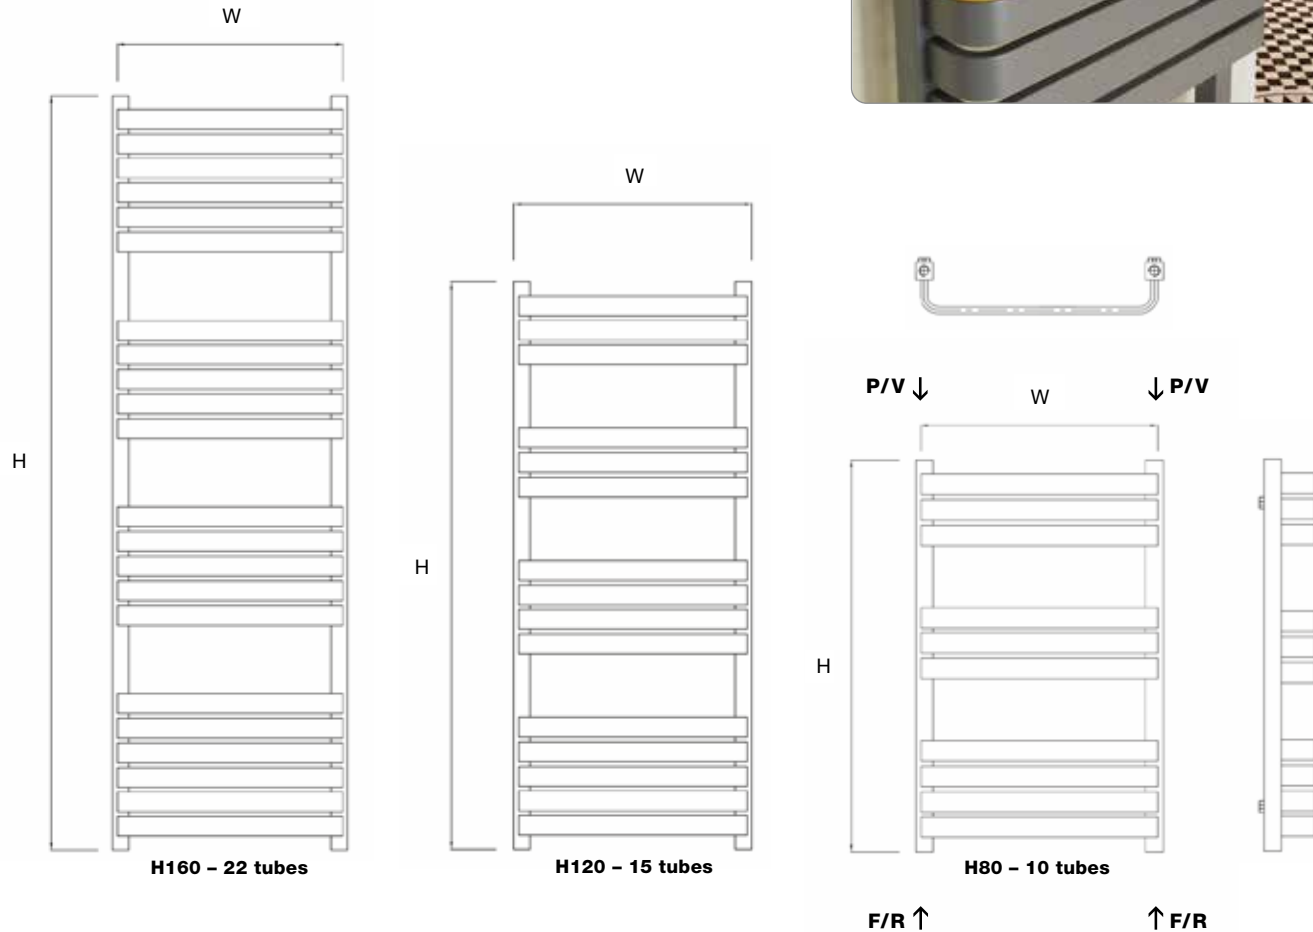 W
W
P/V ↓ ↓ P/V
W
H
H
H
H160 – 22 tubes
H120 – 15 tubes
H80 – 10 tubes
F/R ↑ ↑ F/R